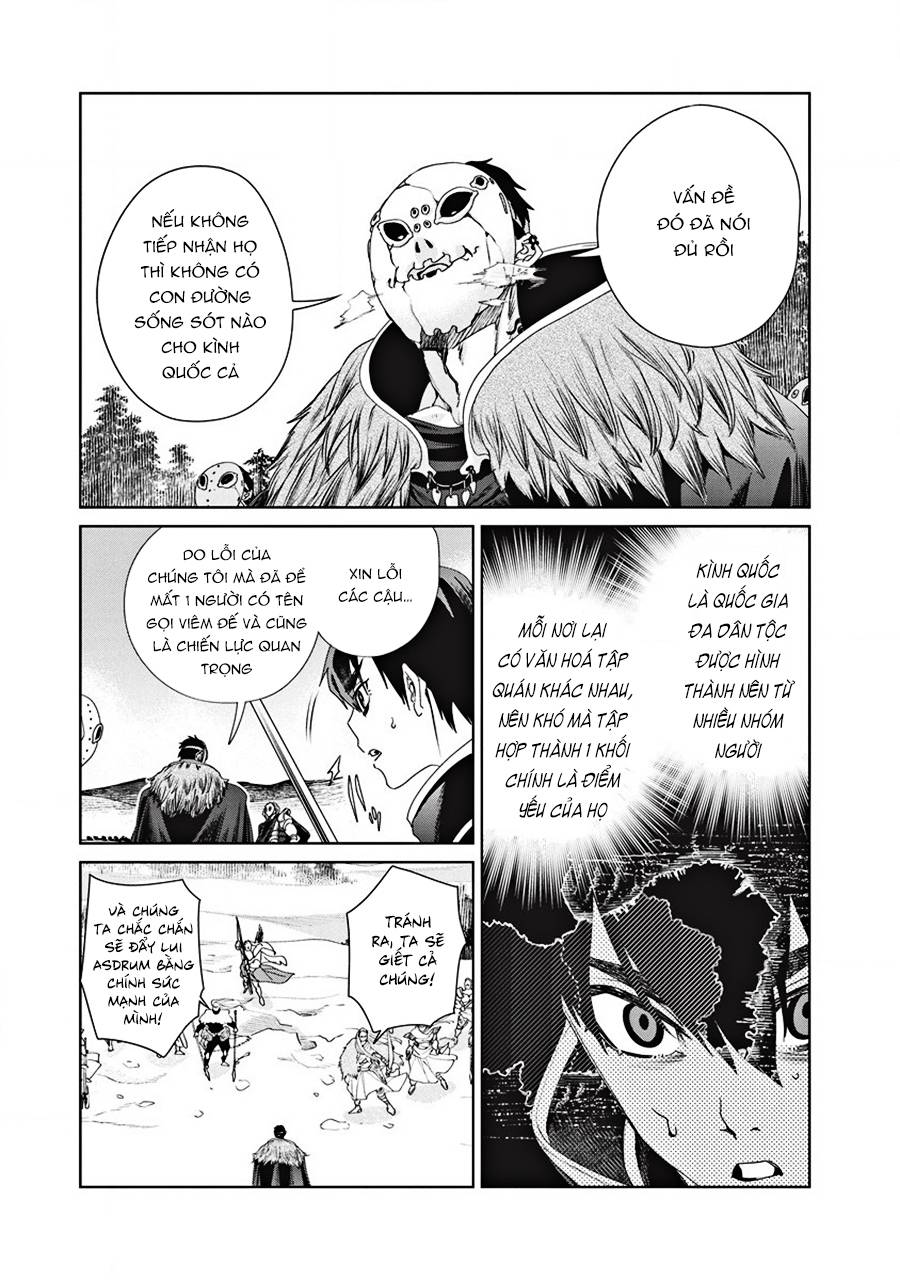 VẤN ĐỀ
ĐÓ ĐÃ NÓI
ĐỦ RỒI
NẾU KHÔNG
TIẾP NHẬN HỌ
THÌ KHÔNG CÓ
CON ĐƯỜNG
SỐNG SÓT NÀO
CHO KÌNH
QUỐC CẢ
KÌNH QUỐC
LÀ QUỐC GIA
ĐA DÂN TỘC
ĐƯỢC HÌNH
THÀNH NÊN TỪ
NHIỀU NHÓM
NGƯỜI
MỖI NƠI LẠI
CÓ VĂN HOÁ TẬP
QUÁN KHÁC NHAU,
NÊN KHÓ MÀ TẬP
HỢP THÀNH 1 KHỐI
CHÍNH LÀ ĐIỂM
YẾU CỦA HỌ
XIN LỖI
CÁC CẬU...
DO LỖI CỦA
CHÚNG TÔI MÀ ĐÃ ĐỂ
MẤT 1 NGƯỜI CÓ TÊN
GỌI VIÊM ĐẾ VÀ CŨNG
LÀ CHIẾN LỰC QUAN
TRỌNG
TRÁNH
RA, TA SẼ
GIẾT CẢ
CHÚNG!
VÀ CHÚNG
TA CHẮC CHẮN
SẼ ĐẨY LUI
ASDRUM BẰNG
CHÍNH SỨC
MẠNH CỦA
MÌNH!